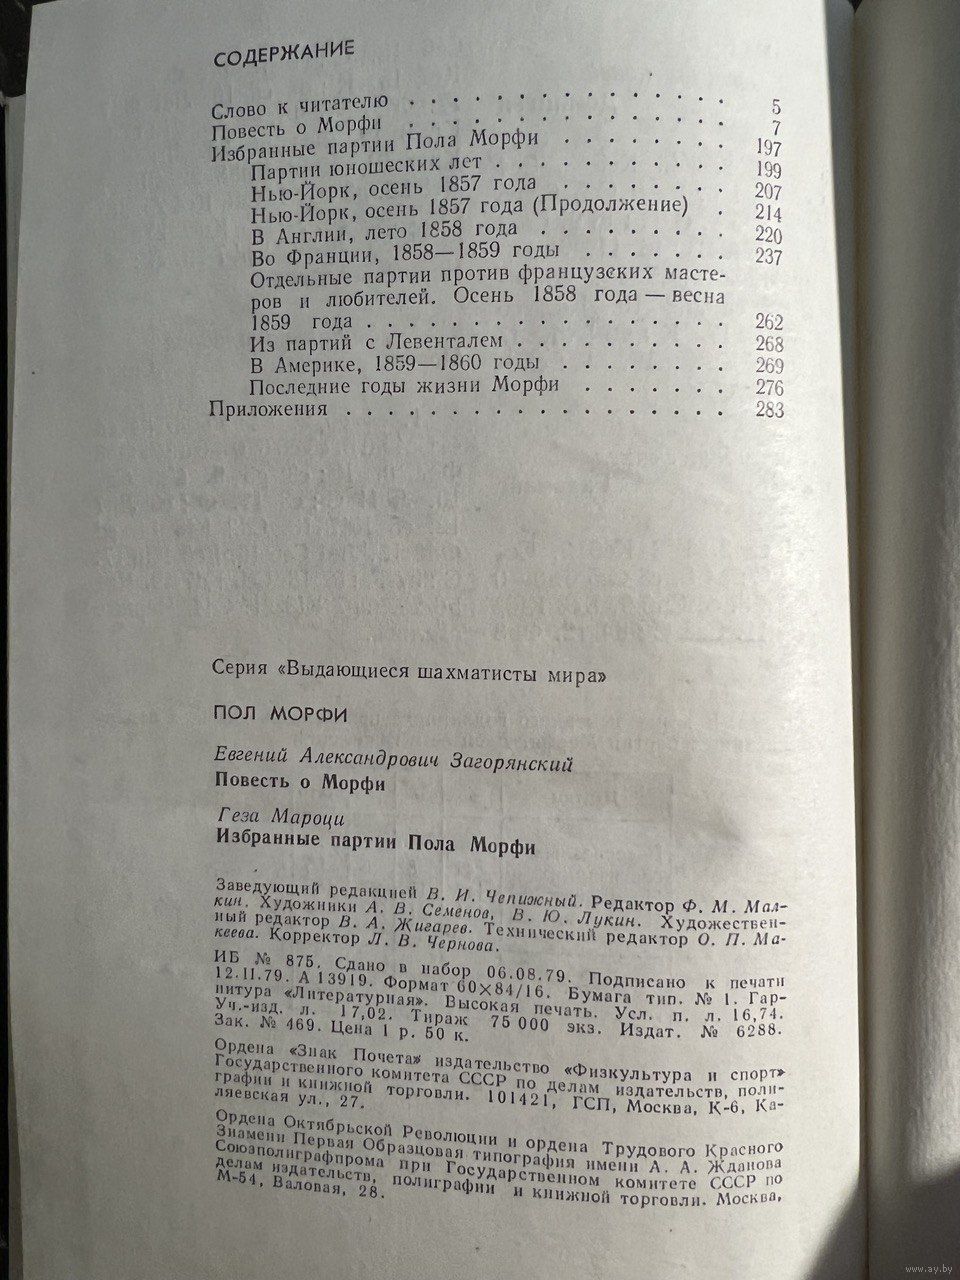 СОДЕРЖАНИЕ
Слово к читателю . . . . . . . . . . . . . . . 5
Повесть о Морфи . . . . . . . . . . . . . . . 7
Избранные партии Пола Морфи . . . . . . . . 197
Партии юношеских лет . . . . . . . . . . . 199
Нью-Йорк, осень 1857 года . . . . . . . . 207
Нью-Йорк, осень 1857 года (Продолжение) . 214
В Англии, лето 1858 года . . . . . . . . . 220
Во Франции, 1858—1859 годы . . . . . . . 237
Отдельные партии против французских масте-
ров и любителей. Осень 1858 года — весна
1859 года . . . . . . . . . . . . . . . . . 262
Из партий с Левенталем . . . . . . . . . . 268
В Америке, 1859—1860 годы . . . . . . . . 269
Последние годы жизни Морфи . . . . . . . 276
Приложения . . . . . . . . . . . . . . . . . . 283
Серия «Выдающиеся шахматисты мира»
ПОЛ МОРФИ
Евгений Александрович Загорянский
Повесть о Морфи
Геза Мароци
Избранные партии Пола Морфи
Заведующий редакцией В. И. Чепижный. Редактор Ф. М. Мал-
кин. Художники А. В. Семенов, В. Ю. Лукин. Художествен-
ный редактор В. А. Жигарев. Технический редактор О. П. Ма-
кеева. Корректор Л. В. Чернова.
ИБ № 875. Сдано в набор 06.08.79. Подписано к печати
12.11.79. А 13919. Формат 60×84/16. Бумага тип. № 1. Гар-
нитура «Литературная». Высокая печать. Усл. п. л. 16,74.
Уч.-изд. л. 17,02. Тираж 75 000 экз. Издат. № 6288.
Зак. № 469. Цена 1 р. 50 к.
Ордена «Знак Почета» издательство «Физкультура и спорт»
Государственного комитета СССР по делам издательств, поли-
графии и книжной торговли. 101421, ГСП, Москва, К-6, Ка-
ляевская ул., 27.
Ордена Октябрьской Революции и ордена Трудового Красного
Знамени Первая Образцовая типография имени А. А. Жданова
Союзполиграфпрома при Государственном комитете СССР по
делам издательств, полиграфии и книжной торговли. Москва,
М-54, Валовая, 28.
www.ay.by